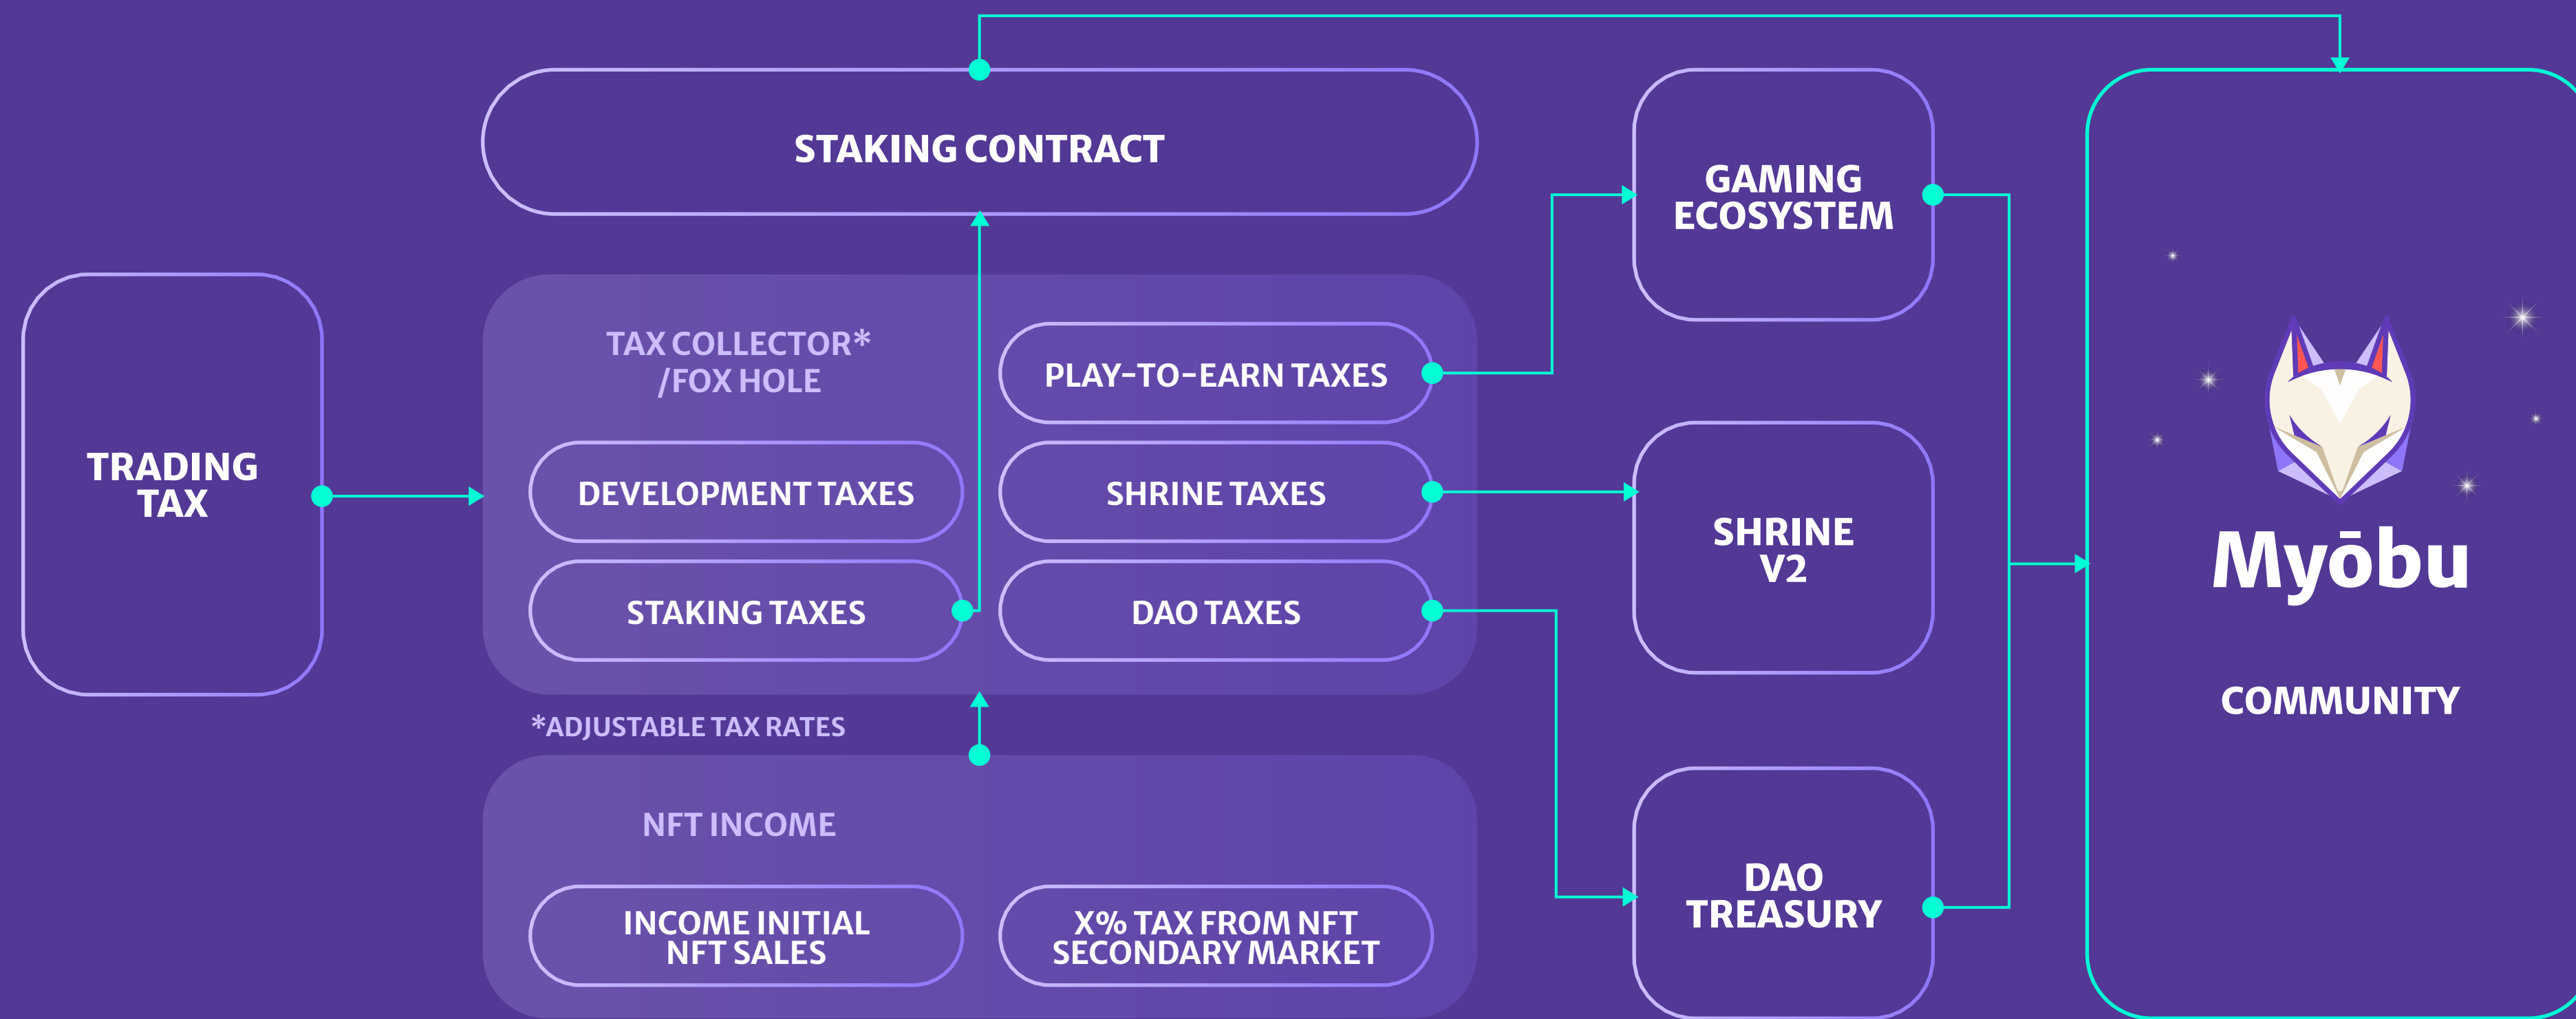 TRADING
TAX
STAKING CONTRACT
TAX COLLECTOR*
/FOX HOLE
DEVELOPMENT TAXES
STAKING TAXES
PLAY-TO-EARN TAXES
SHRINE TAXES
DAO TAXES
*ADJUSTABLE TAX RATES
NFT INCOME
INCOME INITIAL
NFT SALES
X% TAX FROM NFT
SECONDARY MARKET
GAMING
ECOSYSTEM
SHRINE
V2
DAO
TREASURY
Myōbu
COMMUNITY